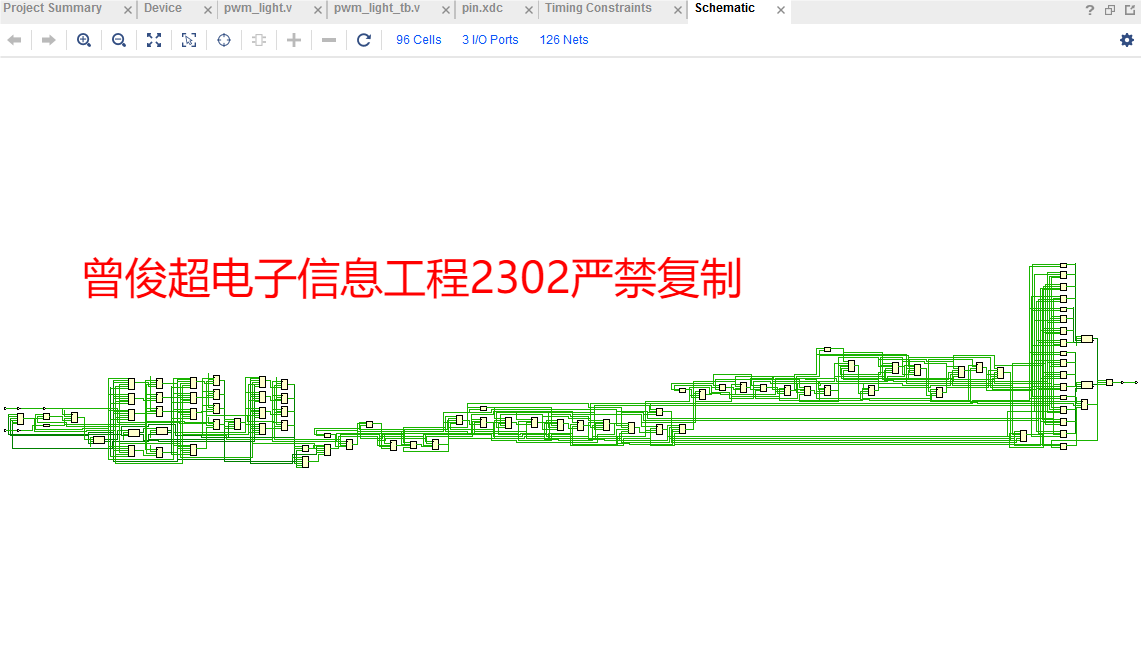 Project Summary
Device
pwm_light.v
pwm_light_tb.v
pin.xdc
Timing Constraints
Schematic
96 Cells
3 I/O Ports
126 Nets
曾俊超电子信息工程2302严禁复制